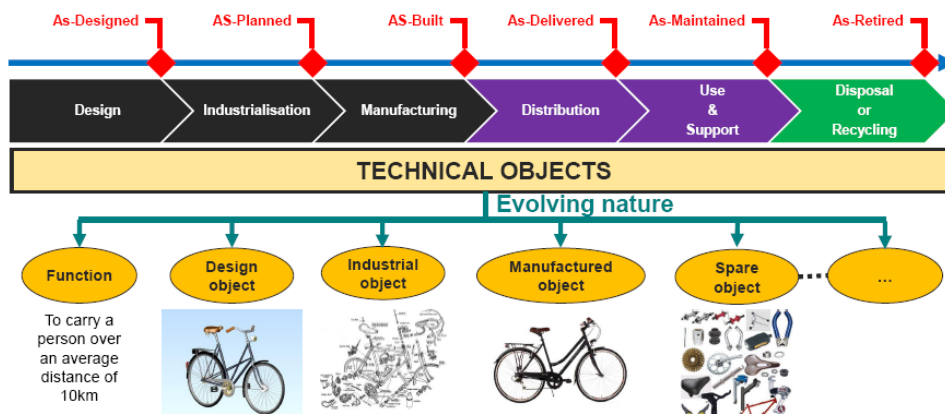 As-Designed AS-Planned AS-Built As-Delivered As-Maintained As-Retired
Design
Industrialisation
Manufacturing
Distribution
Use
&
Support
Disposal
or
Recycling
TECHNICAL OBJECTS
Evolving nature
Function
Design
object
Industrial
object
Manufactured
object
Spare
object
...
To carry a
person over
an average
distance of
10km